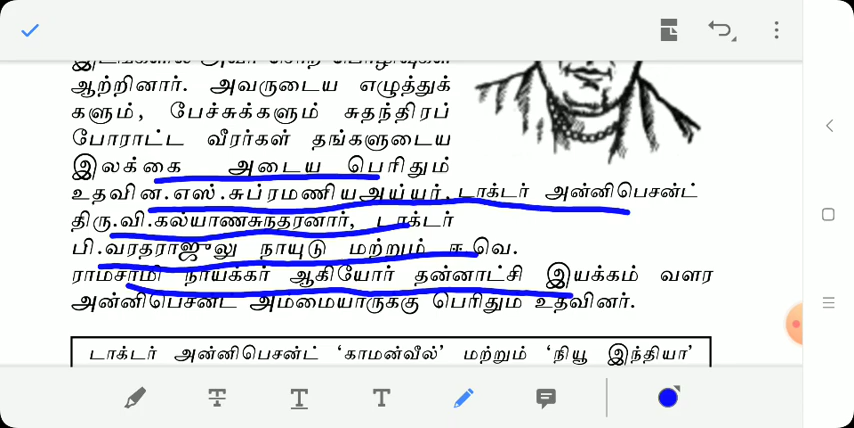 ஆற்றினார். அவருடைய எழுத்துக்
களும், பேச்சுக்களும் சுதந்திரப்
போராட்ட வீரர்கள் தங்களுடைய
இலக்கை அடைய பெரிதும்
உதவின.எஸ்.சுப்ரமணியஅய்யர், டாக்டர் அன்னிபெசன்ட்
திரு.வி.கல்யாணசுந்தரனார், டாக்டர்
பி.வரதராஜுலு நாயுடு மற்றும் ஈ.வெ.
ராமசாமி நாயக்கர் ஆகியோர் தன்னாட்சி இயக்கம் வளர
அன்னிபெசன்ட் அம்மையாருக்கு பெரிதும் உதவினர்.
டாக்டர் அன்னிபெசன்ட் ‘காமன்வீல்’ மற்றும் ‘நியூ இந்தியா’